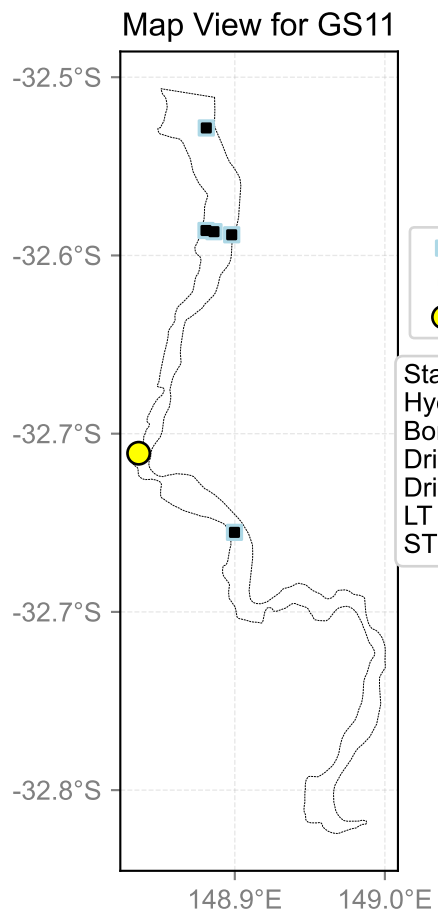 Map View for GS11
-32.5°S
-32.6°S
-32.7°S
-32.7°S
-32.8°S
148.9°E 149.0°E
Sta
Hyd
Bor
Dri
Dri
LT
ST